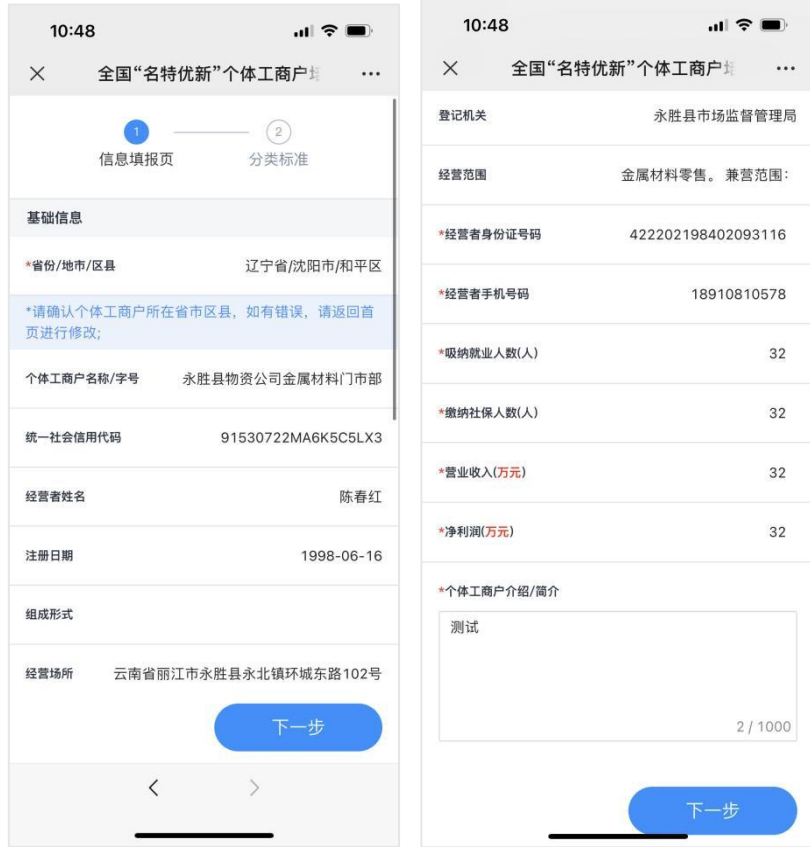 10:48
全国“名特优新”个体工商户
1
2
信息填报页
分类标准
基础信息
*省份/地市/区县 辽宁省/沈阳市/和平区
*请确认个体工商户所在省市区县，如有错误，请返回首
页进行修改;
个体工商户名称/字号 永胜县物资公司金属材料门市部
统一社会信用代码 91530722MA6K5C5LX3
经营者姓名 陈春红
注册日期 1998-06-16
组成形式
经营场所 云南省丽江市永胜县永北镇环城东路102号
下一步
10:48
全国“名特优新”个体工商户
登记机关 永胜县市场监督管理局
经营范围 金属材料零售。 兼营范围：
*经营者身份证号码 422202198402093116
*经营者手机号码 18910810578
*吸纳就业人数(人) 32
*缴纳社保人数(人) 32
*营业收入(万元) 32
*净利润(万元) 32
*个体工商户介绍/简介
测试
2 / 1000
下一步